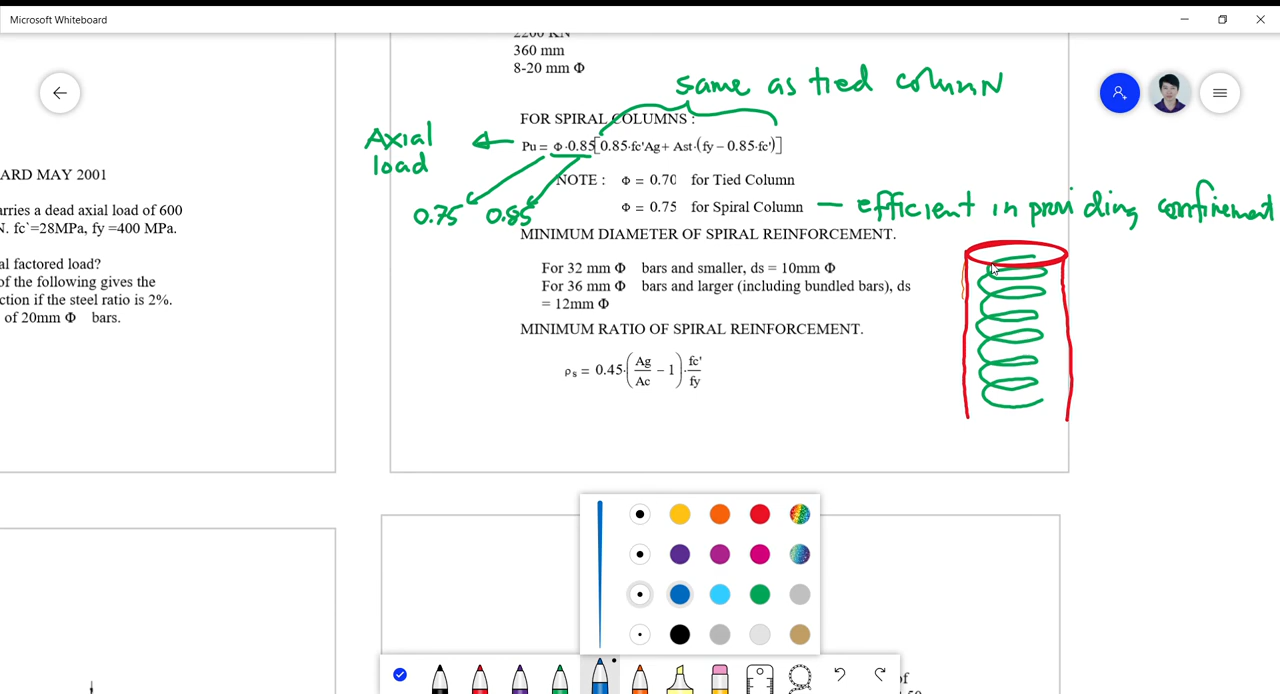 Microsoft Whiteboard
2200 KN
360 mm
8-20 mm Φ
same as tied column
FOR SPIRAL COLUMNS :
Axial
load
Pu = Φ·0.85[0.85·fc'Ag+ Ast·(fy − 0.85·fc')]
NOTE : Φ = 0.70 for Tied Column
0.75 0.85
Φ = 0.75 for Spiral Column — efficient in providing confinement
MINIMUM DIAMETER OF SPIRAL REINFORCEMENT.
For 32 mm Φ bars and smaller, ds = 10mm Φ
For 36 mm Φ bars and larger (including bundled bars), ds
= 12mm Φ
MINIMUM RATIO OF SPIRAL REINFORCEMENT.
ρs = 0.45·(Ag/Ac − 1)·fc'/fy
ARD MAY 2001
arries a dead axial load of 600
N. fc`=28MPa, fy =400 MPa.
al factored load?
of the following gives the
ction if the steel ratio is 2%.
of 20mm Φ bars.
of